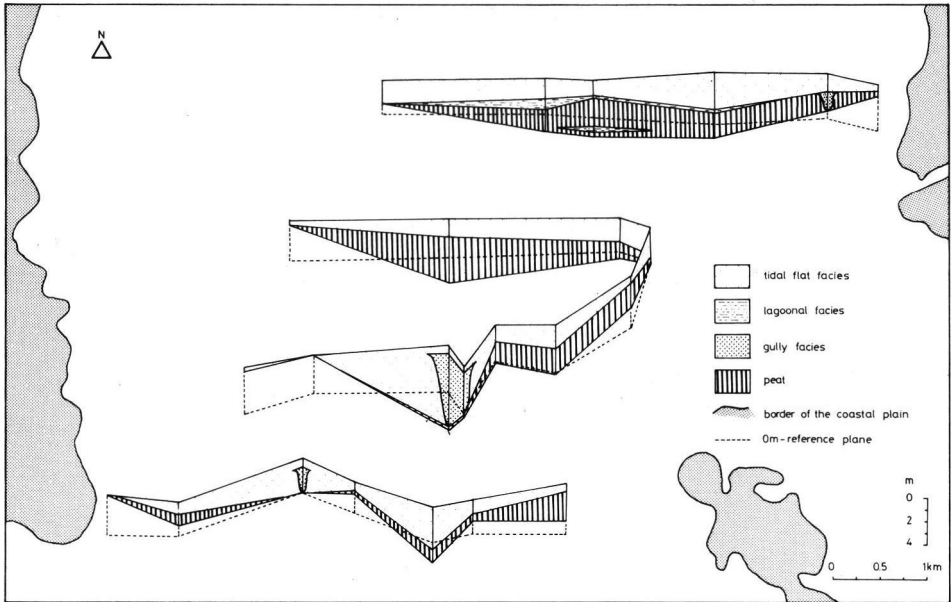 N
tidal flat facies
lagoonal facies
gully facies
peat
border of the coastal plain
0m-reference plane
m
0
2
4
0 0.5 1km